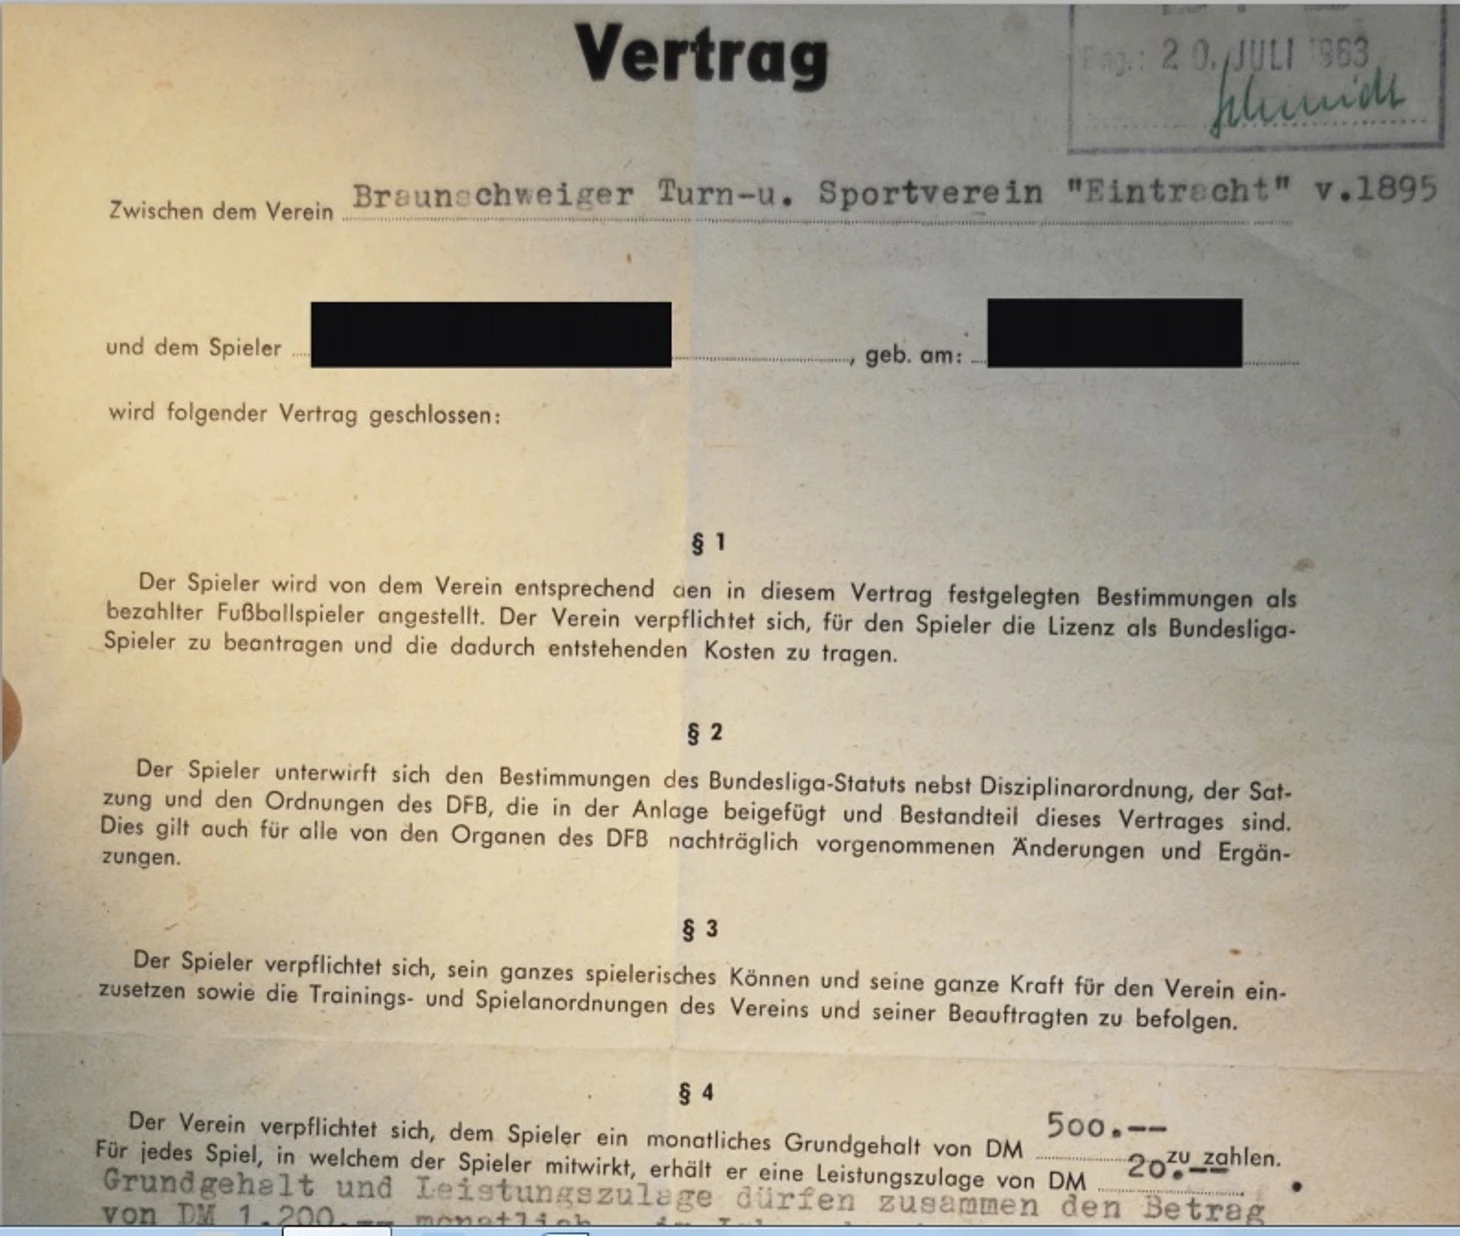 Vertrag
20. JULI 1963
Schmidt
Zwischen dem Verein Braunschweiger Turn-u. Sportverein "Eintracht" v.1895
und dem Spieler , geb. am:
wird folgender Vertrag geschlossen:
§ 1
Der Spieler wird von dem Verein entsprechend den in diesem Vertrag festgelegten Bestimmungen als
bezahlter Fußballspieler angestellt. Der Verein verpflichtet sich, für den Spieler die Lizenz als Bundesliga-
Spieler zu beantragen und die dadurch entstehenden Kosten zu tragen.
§ 2
Der Spieler unterwirft sich den Bestimmungen des Bundesliga-Statuts nebst Disziplinarordnung, der Sat-
zung und den Ordnungen des DFB, die in der Anlage beigefügt und Bestandteil dieses Vertrages sind.
Dies gilt auch für alle von den Organen des DFB nachträglich vorgenommenen Änderungen und Ergän-
zungen.
§ 3
Der Spieler verpflichtet sich, sein ganzes spielerisches Können und seine ganze Kraft für den Verein ein-
zusetzen sowie die Trainings- und Spielanordnungen des Vereins und seiner Beauftragten zu befolgen.
§ 4
Der Verein verpflichtet sich, dem Spieler ein monatliches Grundgehalt von DM 500.-- zu zahlen.
Für jedes Spiel, in welchem der Spieler mitwirkt, erhält er eine Leistungszulage von DM 20.-- .
Grundgehalt und Leistungszulage dürfen zusammen den Betrag
von DM 1.200.-- monatlich